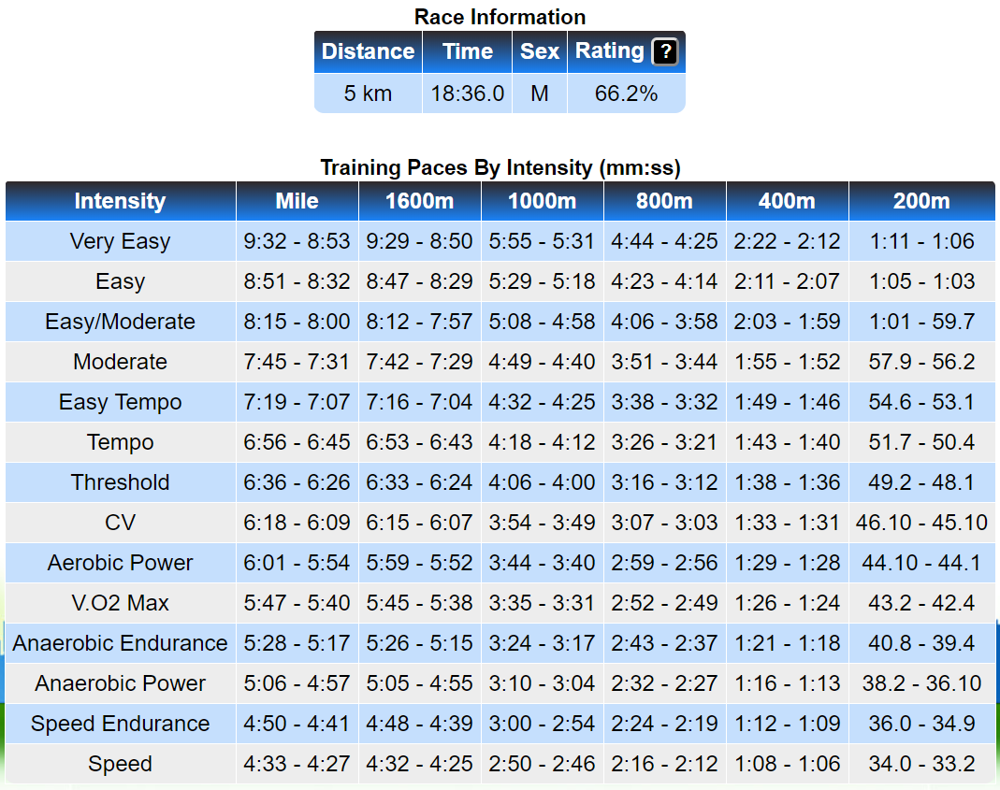 Race Information
Distance Time Sex Rating ?
5 km 18:36.0 M 66.2%
Training Paces By Intensity (mm:ss)
Intensity Mile 1600m 1000m 800m 400m 200m
Very Easy 9:32 - 8:53 9:29 - 8:50 5:55 - 5:31 4:44 - 4:25 2:22 - 2:12 1:11 - 1:06
Easy 8:51 - 8:32 8:47 - 8:29 5:29 - 5:18 4:23 - 4:14 2:11 - 2:07 1:05 - 1:03
Easy/Moderate 8:15 - 8:00 8:12 - 7:57 5:08 - 4:58 4:06 - 3:58 2:03 - 1:59 1:01 - 59.7
Moderate 7:45 - 7:31 7:42 - 7:29 4:49 - 4:40 3:51 - 3:44 1:55 - 1:52 57.9 - 56.2
Easy Tempo 7:19 - 7:07 7:16 - 7:04 4:32 - 4:25 3:38 - 3:32 1:49 - 1:46 54.6 - 53.1
Tempo 6:56 - 6:45 6:53 - 6:43 4:18 - 4:12 3:26 - 3:21 1:43 - 1:40 51.7 - 50.4
Threshold 6:36 - 6:26 6:33 - 6:24 4:06 - 4:00 3:16 - 3:12 1:38 - 1:36 49.2 - 48.1
CV 6:18 - 6:09 6:15 - 6:07 3:54 - 3:49 3:07 - 3:03 1:33 - 1:31 46.10 - 45.10
Aerobic Power 6:01 - 5:54 5:59 - 5:52 3:44 - 3:40 2:59 - 2:56 1:29 - 1:28 44.10 - 44.1
V.O2 Max 5:47 - 5:40 5:45 - 5:38 3:35 - 3:31 2:52 - 2:49 1:26 - 1:24 43.2 - 42.4
Anaerobic Endurance 5:28 - 5:17 5:26 - 5:15 3:24 - 3:17 2:43 - 2:37 1:21 - 1:18 40.8 - 39.4
Anaerobic Power 5:06 - 4:57 5:05 - 4:55 3:10 - 3:04 2:32 - 2:27 1:16 - 1:13 38.2 - 36.10
Speed Endurance 4:50 - 4:41 4:48 - 4:39 3:00 - 2:54 2:24 - 2:19 1:12 - 1:09 36.0 - 34.9
Speed 4:33 - 4:27 4:32 - 4:25 2:50 - 2:46 2:16 - 2:12 1:08 - 1:06 34.0 - 33.2